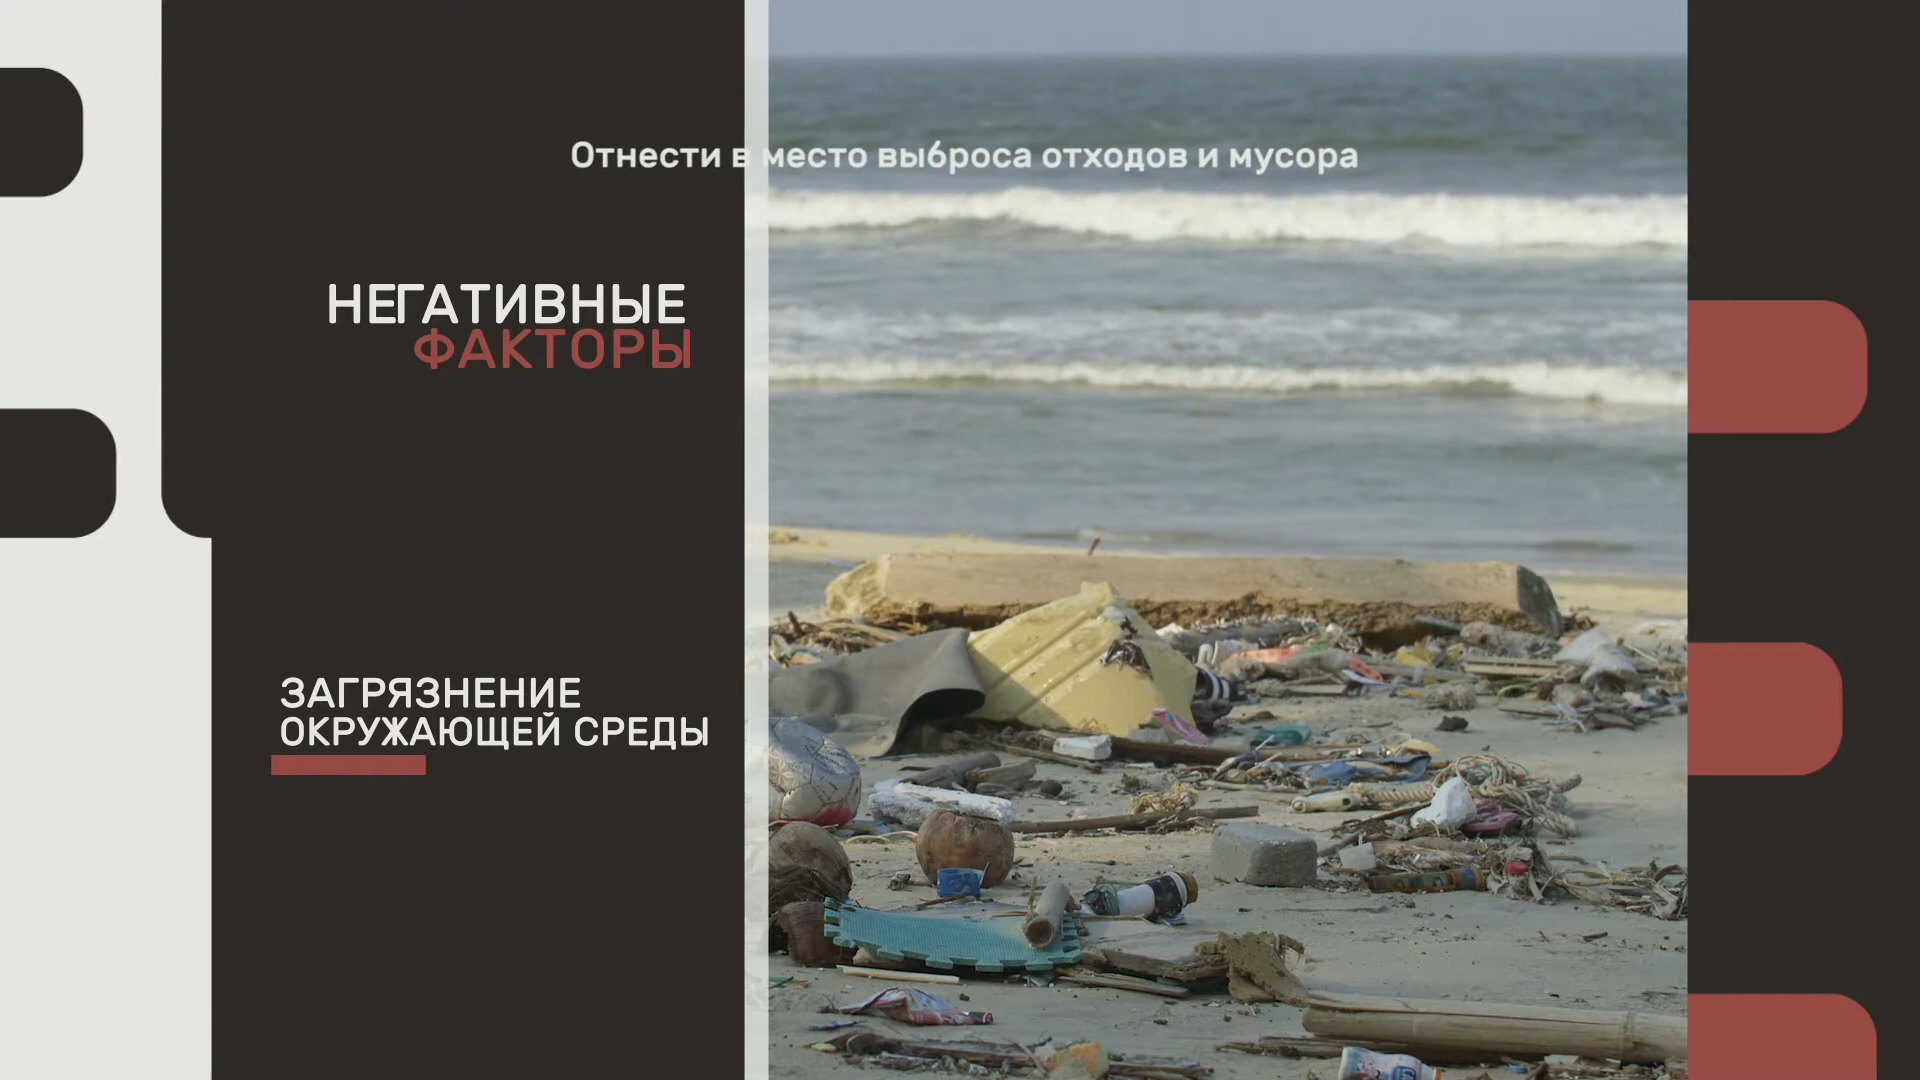 Отнести в место выброса отходов и мусора
НЕГАТИВНЫЕ
ФАКТОРЫ
ЗАГРЯЗНЕНИЕ
ОКРУЖАЮЩЕЙ СРЕДЫ